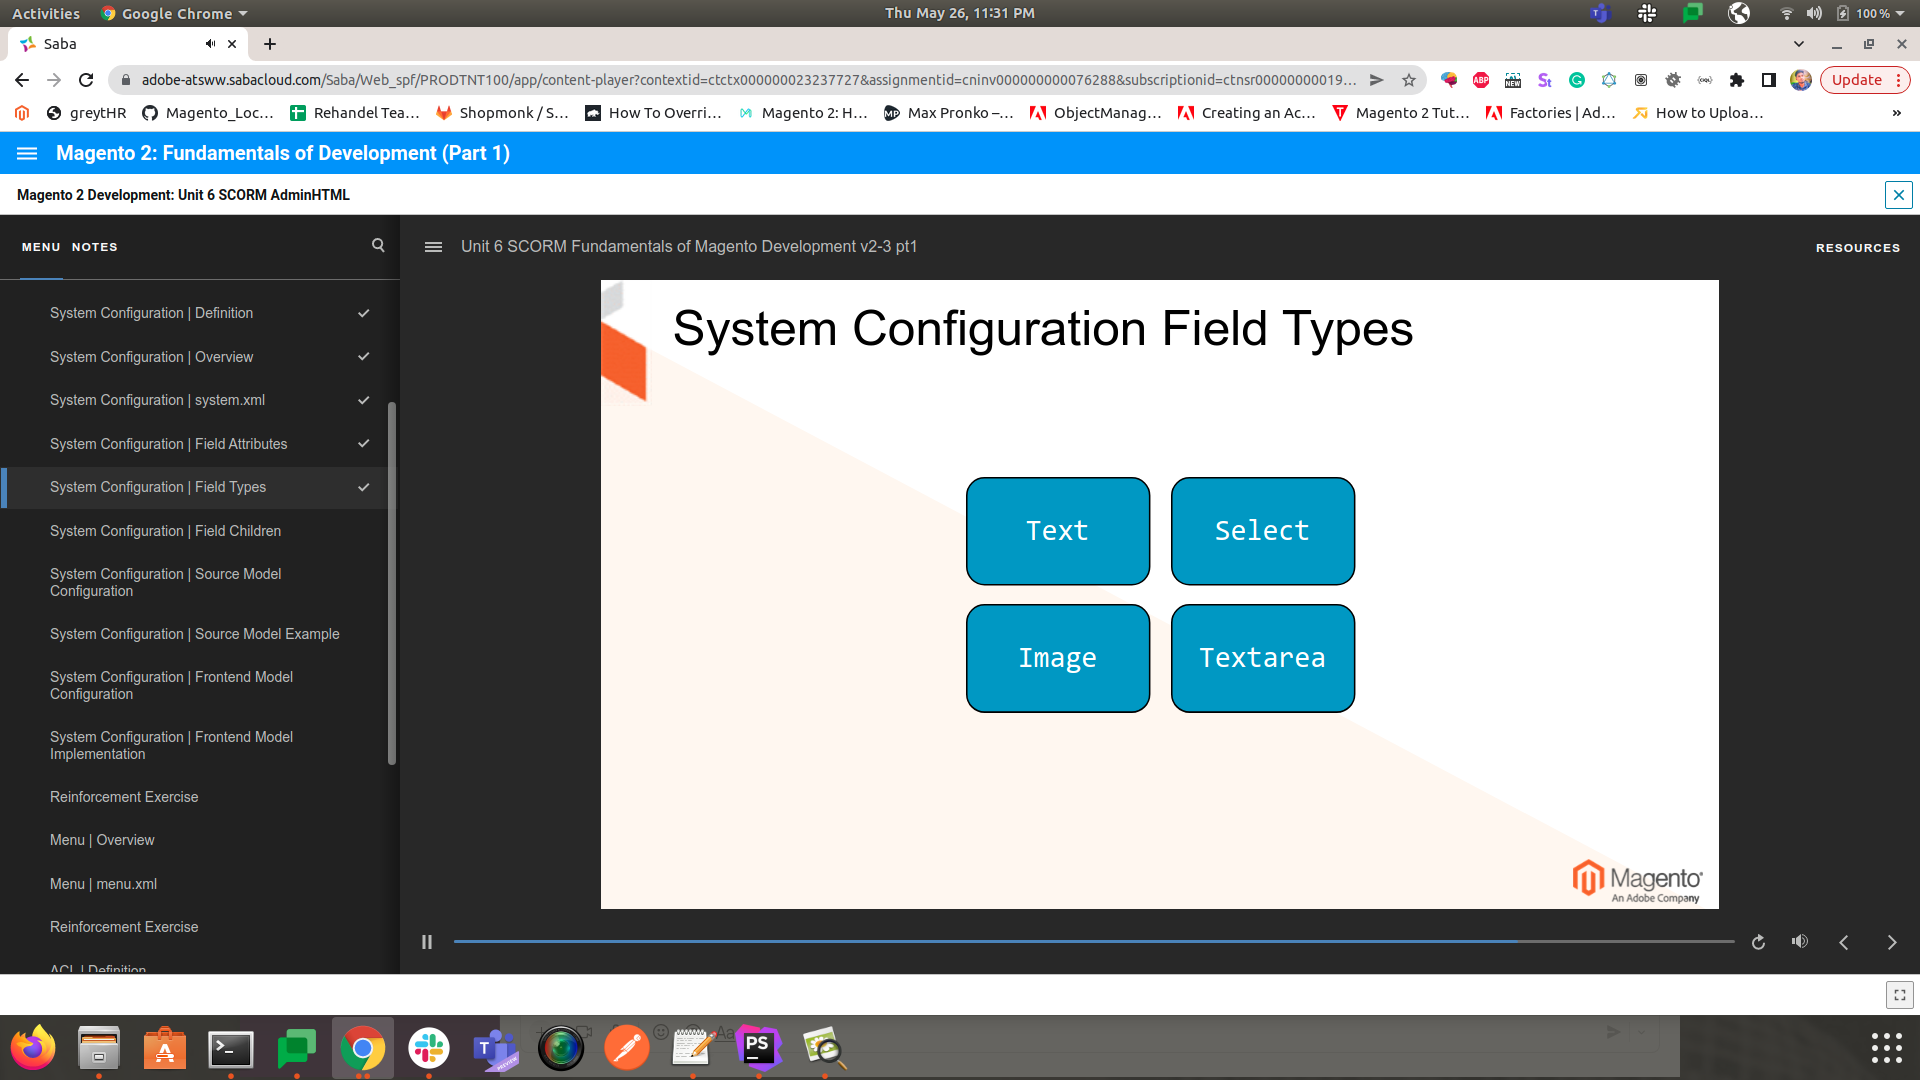 Activities Google Chrome Thu May 26, 11:31 PM 100 %
Saba
adobe-atsww.sabacloud.com/Saba/Web_spf/PRODTNT100/app/content-player?contextid=ctctx000000023237727&assignmentid=cninv000000000076288&subscriptionid=ctnsr00000000019... ABP NEW St Update
greytHR Magento_Loc... Rehandel Tea... Shopmonk / S... How To Overri... Magento 2: H... MP Max Pronko –... ObjectManag... Creating an Ac... Magento 2 Tut... Factories | Ad... How to Uploa... »
Magento 2: Fundamentals of Development (Part 1)
Magento 2 Development: Unit 6 SCORM AdminHTML
MENU NOTES
Unit 6 SCORM Fundamentals of Magento Development v2-3 pt1
RESOURCES
System Configuration | Definition
System Configuration | Overview
System Configuration | system.xml
System Configuration | Field Attributes
System Configuration | Field Types
System Configuration | Field Children
System Configuration | Source Model
Configuration
System Configuration | Source Model Example
System Configuration | Frontend Model
Configuration
System Configuration | Frontend Model
Implementation
Reinforcement Exercise
Menu | Overview
Menu | menu.xml
Reinforcement Exercise
ACL | Definition
System Configuration Field Types
Text Select
Image Textarea
Magento
An Adobe Company
PS